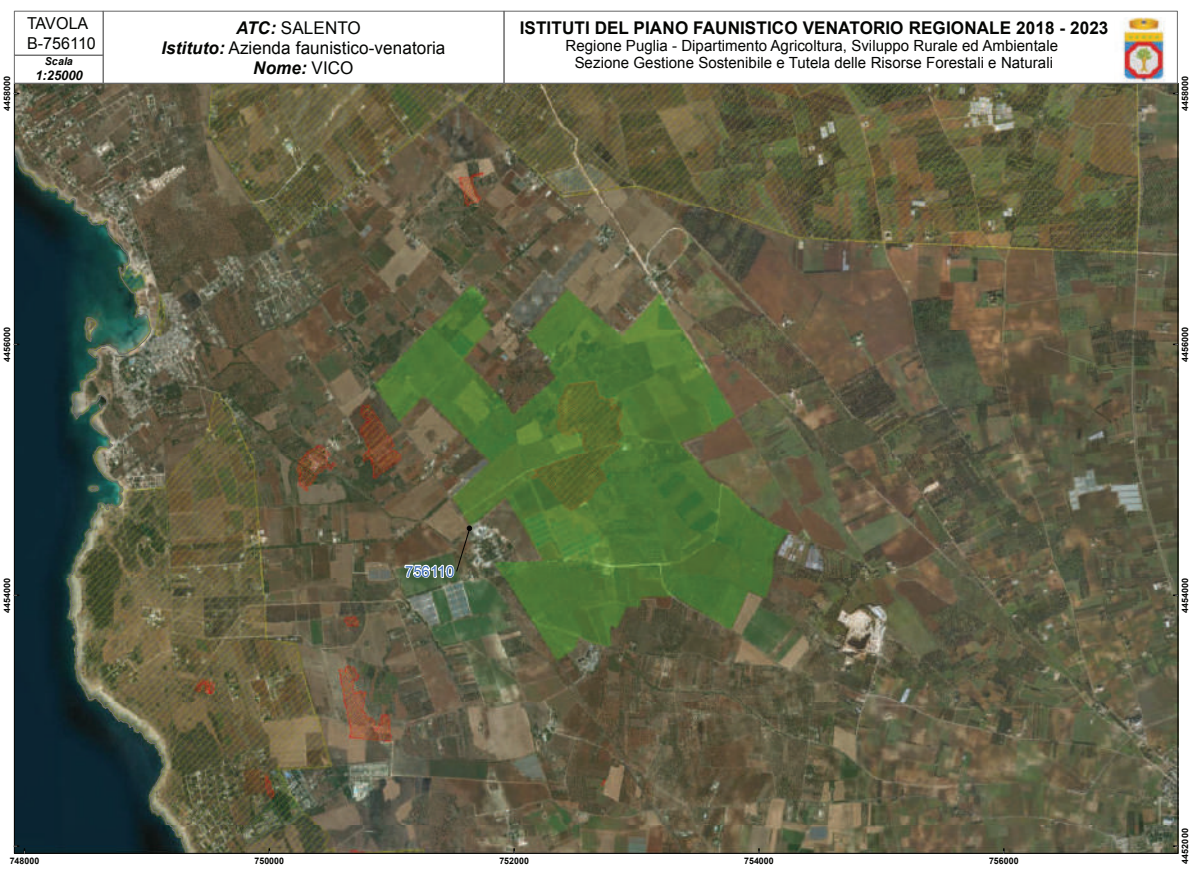 TAVOLA
B-756110
Scala
1:25000
ATC: SALENTO
Istituto: Azienda faunistico-venatoria
Nome: VICO
ISTITUTI DEL PIANO FAUNISTICO VENATORIO REGIONALE 2018 - 2023
Regione Puglia - Dipartimento Agricoltura, Sviluppo Rurale ed Ambientale
Sezione Gestione Sostenibile e Tutela delle Risorse Forestali e Naturali
4458000
4458000
4456000
4456000
756110
4454000
4454000
4452000
748000
750000
752000
754000
756000